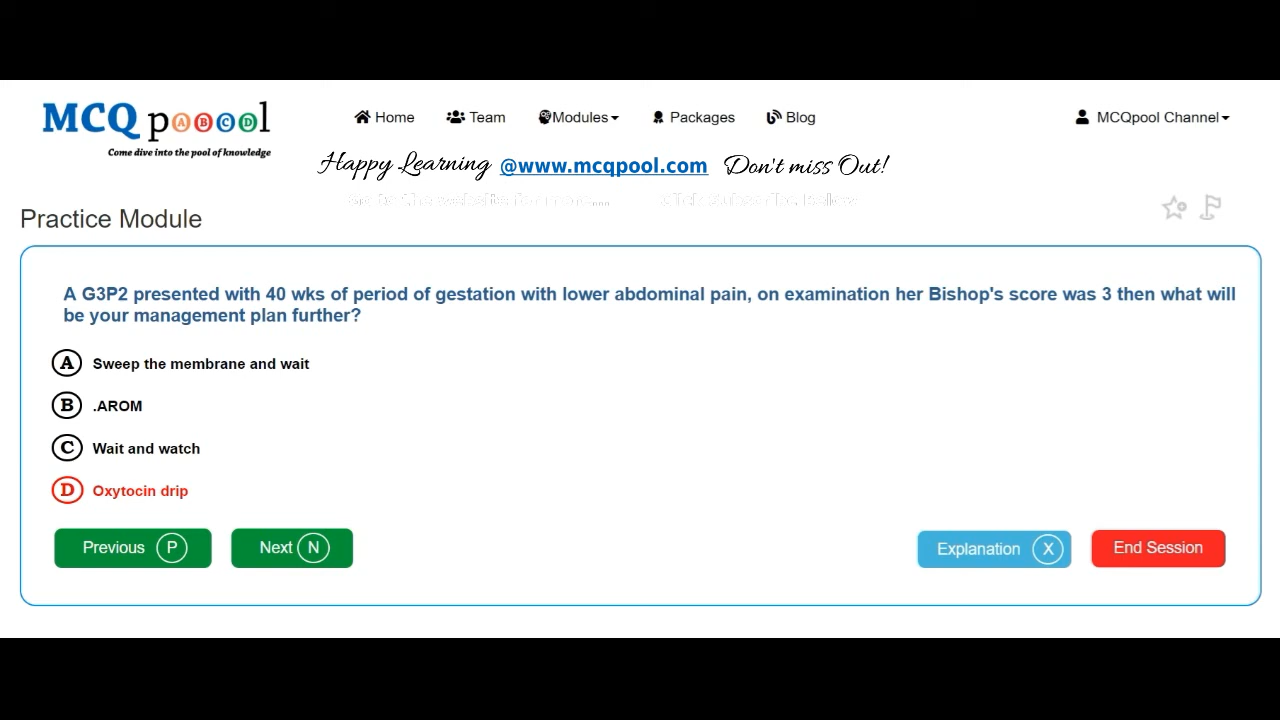 MCQ pABCDl
Come dive into the pool of knowledge
Home Team Modules Packages Blog MCQpool Channel
Happy Learning @www.mcqpool.com Don't miss Out!
Practice Module
A G3P2 presented with 40 wks of period of gestation with lower abdominal pain, on examination her Bishop's score was 3 then what will
be your management plan further?
A Sweep the membrane and wait
B .AROM
C Wait and watch
D Oxytocin drip
Previous P Next N Explanation X End Session